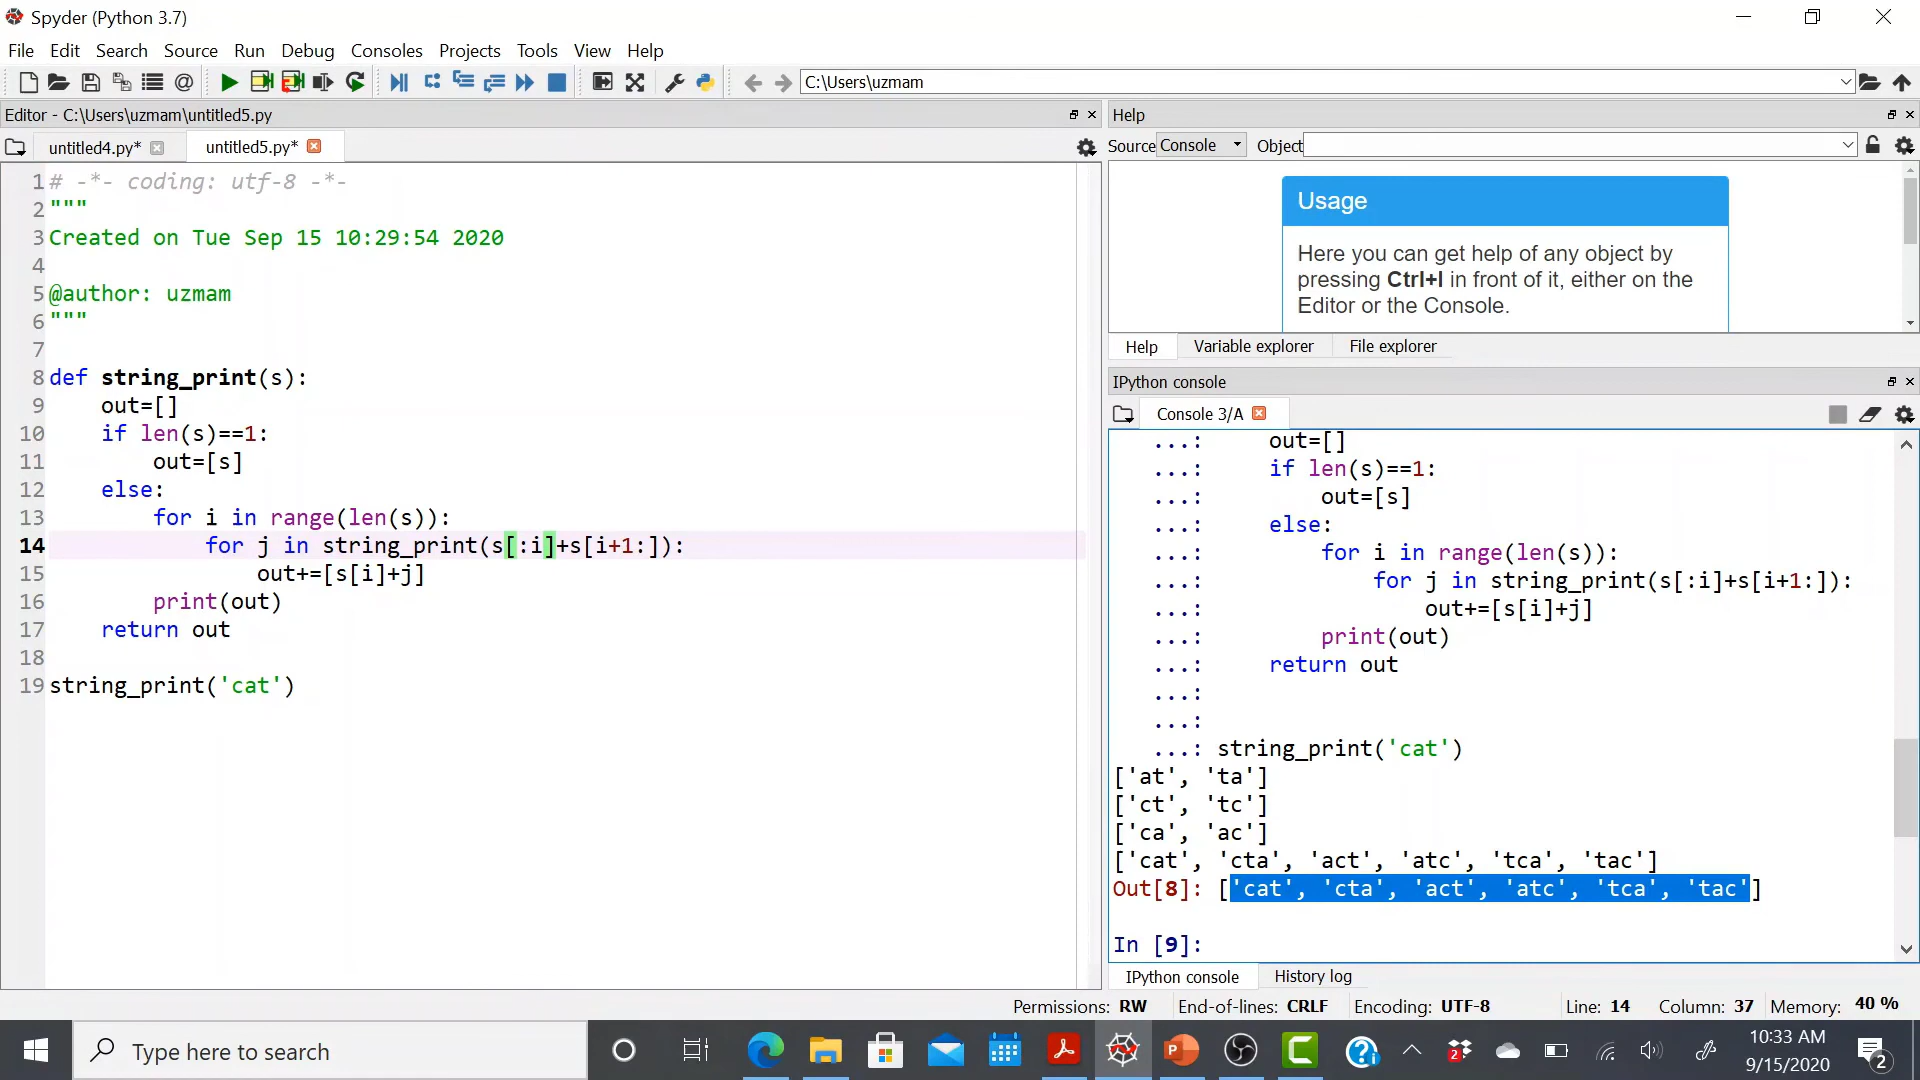 Spyder (Python 3.7)
File Edit Search Source Run Debug Consoles Projects Tools View Help
C:\Users\uzmam
Editor - C:\Users\uzmam\untitled5.py
untitled4.py*
untitled5.py*
1 # -*- coding: utf-8 -*-
2 """
3 Created on Tue Sep 15 10:29:54 2020
4
5 @author: uzmam
6 """
7
8 def string_print(s):
9     out=[]
10     if len(s)==1:
11         out=[s]
12     else:
13         for i in range(len(s)):
14             for j in string_print(s[:i]+s[i+1:]):
15                 out+=[s[i]+j]
16         print(out)
17     return out
18
19 string_print('cat')
Help
Source Console Object
Usage
Here you can get help of any object by
pressing Ctrl+I in front of it, either on the
Editor or the Console.
Help Variable explorer File explorer
IPython console
Console 3/A
...:     out=[]
...:     if len(s)==1:
...:         out=[s]
...:     else:
...:         for i in range(len(s)):
...:             for j in string_print(s[:i]+s[i+1:]):
...:                 out+=[s[i]+j]
...:         print(out)
...:     return out
...:
...:
...: string_print('cat')
['at', 'ta']
['ct', 'tc']
['ca', 'ac']
['cat', 'cta', 'act', 'atc', 'tca', 'tac']
Out[8]: ['cat', 'cta', 'act', 'atc', 'tca', 'tac']
In [9]:
IPython console History log
Permissions: RW End-of-lines: CRLF Encoding: UTF-8 Line: 14 Column: 37 Memory: 40 %
Type here to search
2
10:33 AM
9/15/2020
2